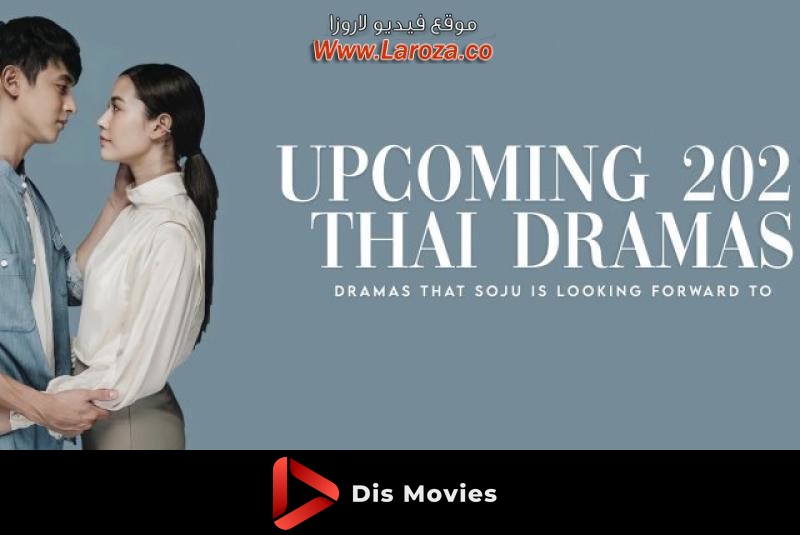 موقع فيديو لاروزا
Www.Laroza.co
UPCOMING 202
THAI DRAMAS
DRAMAS THAT SOJU IS LOOKING FORWARD TO
Dis Movies